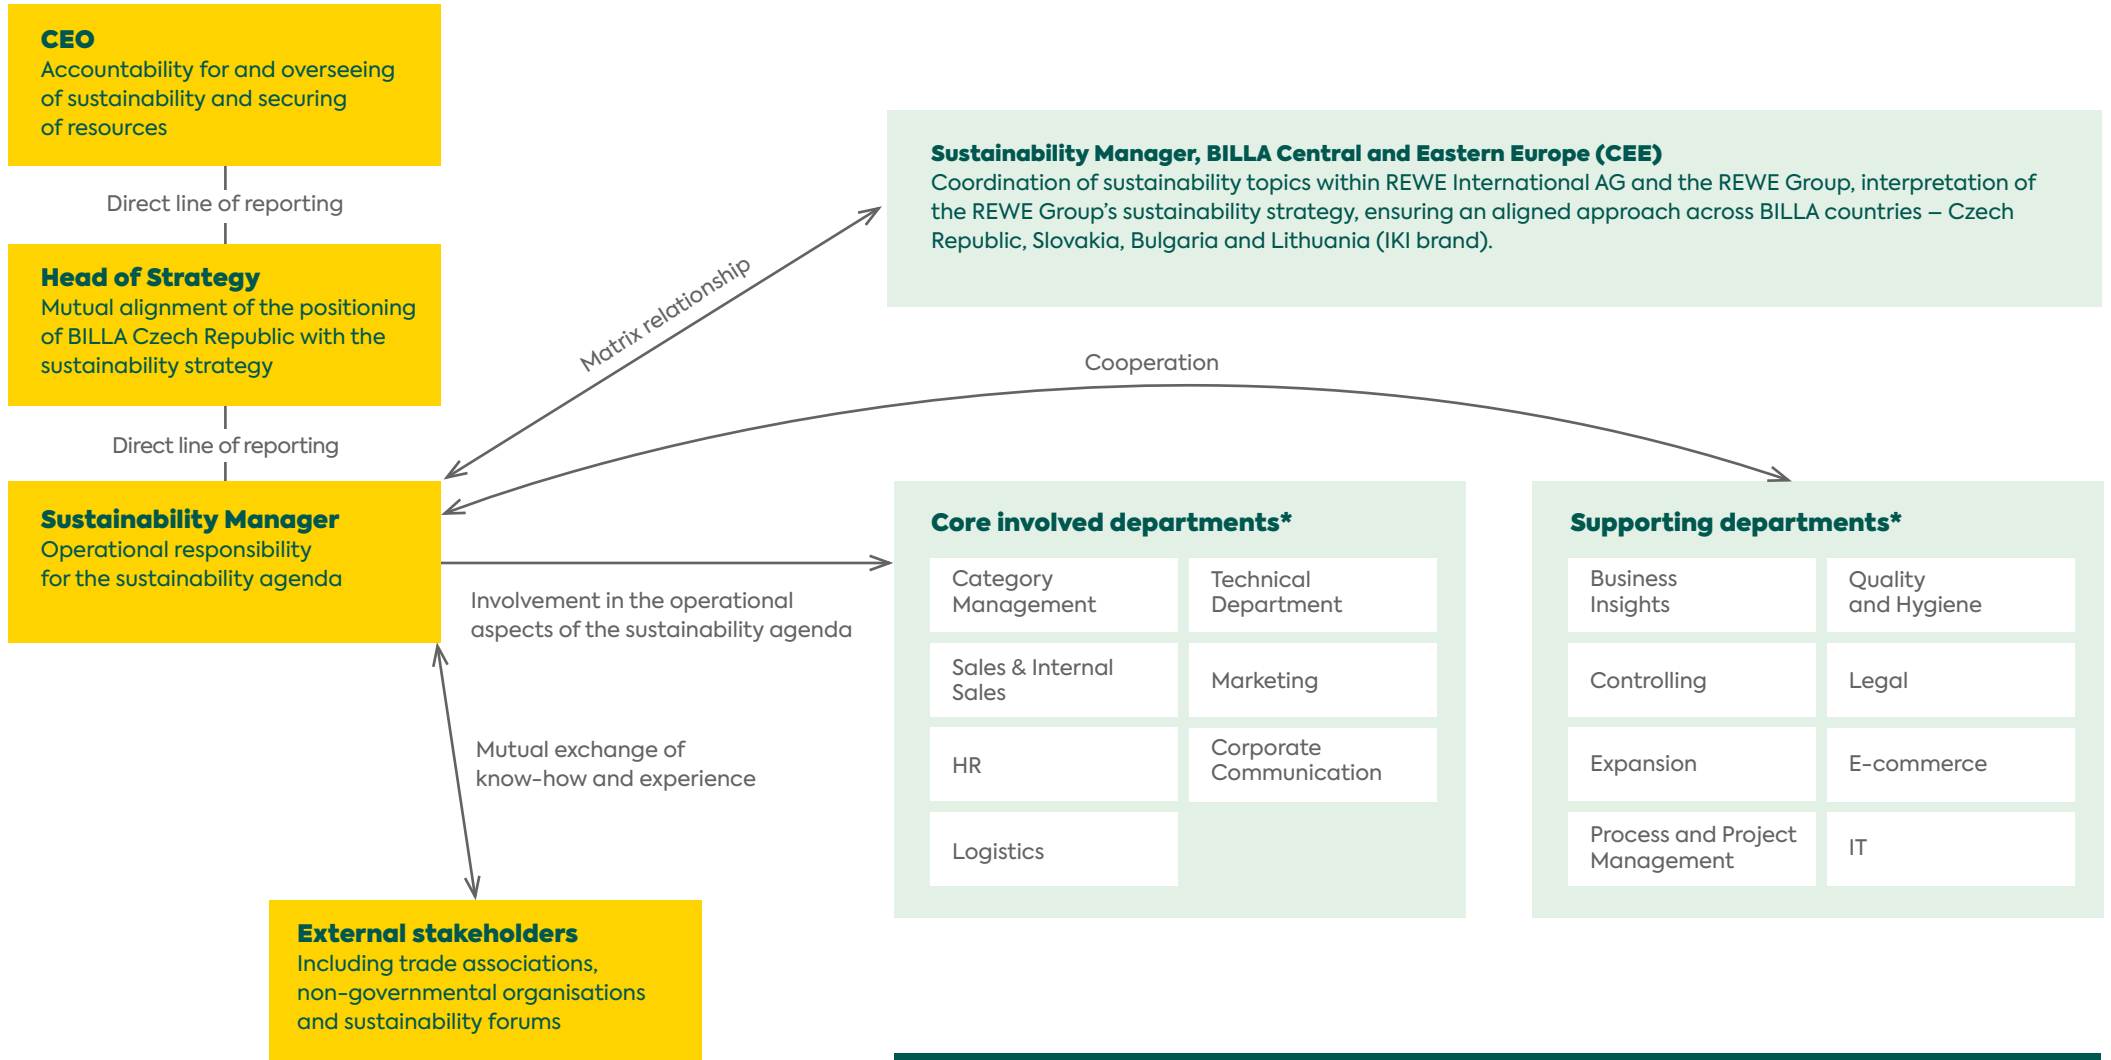 CEO
Accountability for and overseeing
of sustainability and securing
of resources
Direct line of reporting
Head of Strategy
Mutual alignment of the positioning
of BILLA Czech Republic with the
sustainability strategy
Direct line of reporting
Sustainability Manager
Operational responsibility
for the sustainability agenda
Matrix relationship
Sustainability Manager, BILLA Central and Eastern Europe (CEE)
Coordination of sustainability topics within REWE International AG and the REWE Group, interpretation of
the REWE Group’s sustainability strategy, ensuring an aligned approach across BILLA countries – Czech
Republic, Slovakia, Bulgaria and Lithuania (IKI brand).
Cooperation
Involvement in the operational
aspects of the sustainability agenda
Core involved departments*
Category
Management
Technical
Department
Sales & Internal
Sales
Marketing
HR
Corporate
Communication
Logistics
Supporting departments*
Business
Insights
Quality
and Hygiene
Controlling
Legal
Expansion
E-commerce
Process and Project
Management
IT
Mutual exchange of
know-how and experience
External stakeholders
Including trade associations,
non-governmental organisations
and sustainability forums